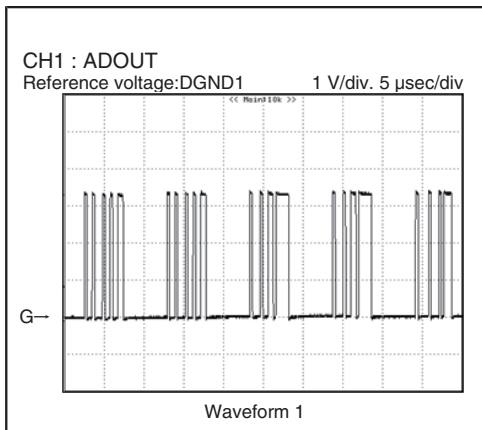 CH1 : ADOUT
Reference voltage:DGND1 1 V/div. 5 µsec/div
<< Main:10k >>
G→
Waveform 1